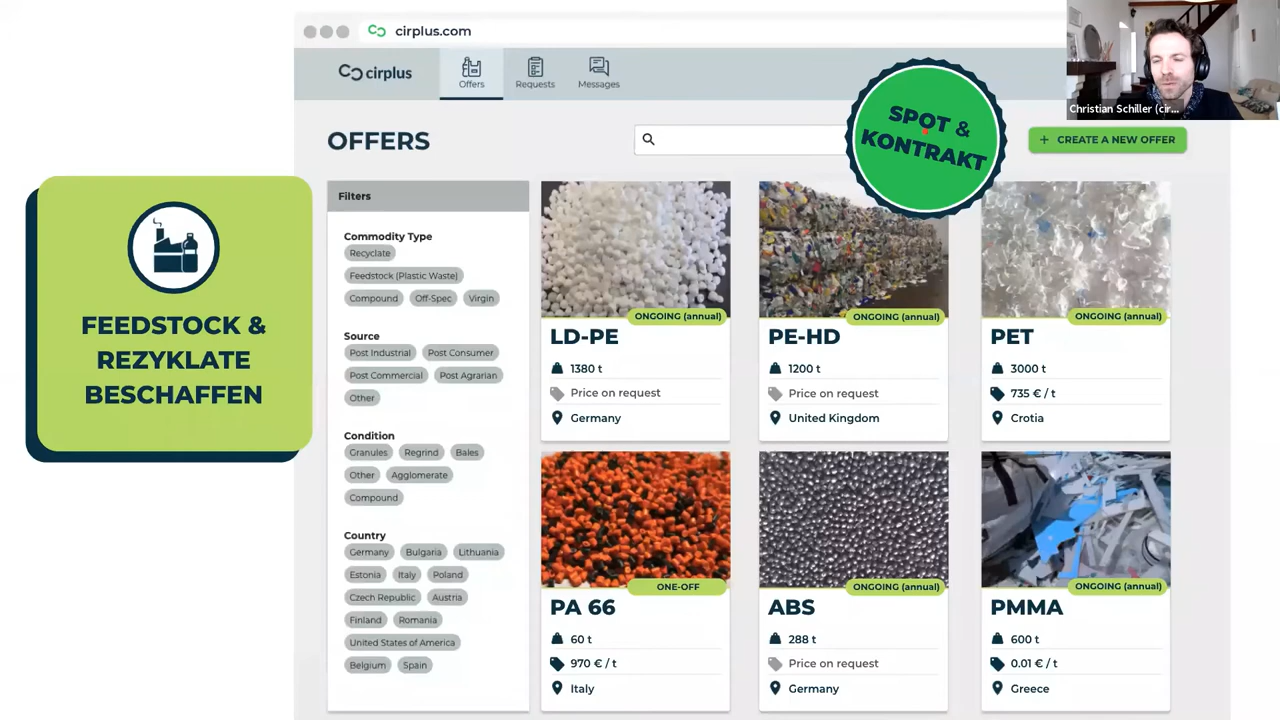 cirplus.com
cirplus
Offers
Requests
Messages
Christian Schiller (cir...
OFFERS
SPOT &
KONTRAKT
+ CREATE A NEW OFFER
FEEDSTOCK &
REZYKLATE
BESCHAFFEN
Filters
Commodity Type
Recyclate
Feedstock (Plastic Waste)
Compound Off-Spec Virgin
Source
Post Industrial Post Consumer
Post Commercial Post Agrarian
Other
Condition
Granules Regrind Bales
Other Agglomerate
Compound
Country
Germany Bulgaria Lithuania
Estonia Italy Poland
Czech Republic Austria
Finland Romania
United States of America
Belgium Spain
ONGOING (annual)
LD-PE
1380 t
Price on request
Germany
ONGOING (annual)
PE-HD
1200 t
Price on request
United Kingdom
ONGOING (annual)
PET
3000 t
735 € / t
Crotia
ONE-OFF
PA 66
60 t
970 € / t
Italy
ONGOING (annual)
ABS
288 t
Price on request
Germany
ONGOING (annual)
PMMA
600 t
0.01 € / t
Greece